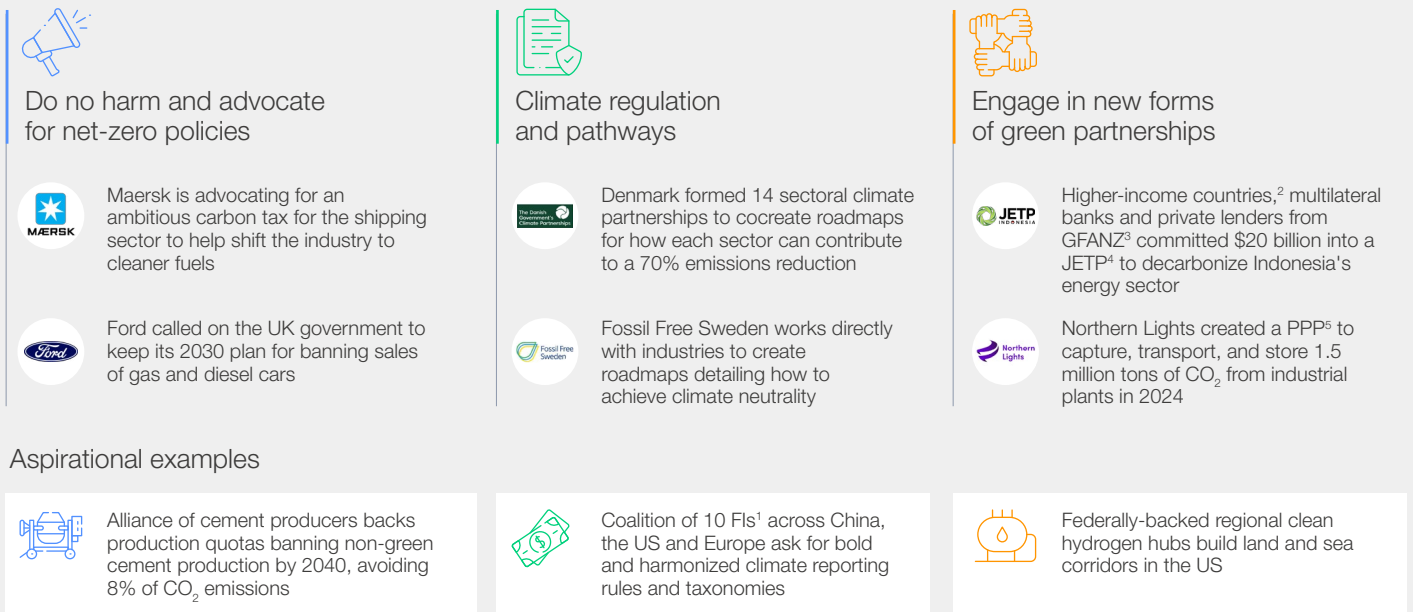 Do no harm and advocate
for net-zero policies
MÆRSK
Maersk is advocating for an
ambitious carbon tax for the shipping
sector to help shift the industry to
cleaner fuels
Ford
Ford called on the UK government to
keep its 2030 plan for banning sales
of gas and diesel cars
Climate regulation
and pathways
The Danish
Government's
Climate Partnerships
Denmark formed 14 sectoral climate
partnerships to cocreate roadmaps
for how each sector can contribute
to a 70% emissions reduction
Fossil Free
Sweden
Fossil Free Sweden works directly
with industries to create
roadmaps detailing how to
achieve climate neutrality
Engage in new forms
of green partnerships
JETP
INDONESIA
Higher-income countries,² multilateral
banks and private lenders from
GFANZ³ committed $20 billion into a
JETP⁴ to decarbonize Indonesia's
energy sector
Northern
Lights
Northern Lights created a PPP⁵ to
capture, transport, and store 1.5
million tons of CO₂ from industrial
plants in 2024
Aspirational examples
Alliance of cement producers backs
production quotas banning non-green
cement production by 2040, avoiding
8% of CO₂ emissions
Coalition of 10 FIs¹ across China,
the US and Europe ask for bold
and harmonized climate reporting
rules and taxonomies
Federally-backed regional clean
hydrogen hubs build land and sea
corridors in the US